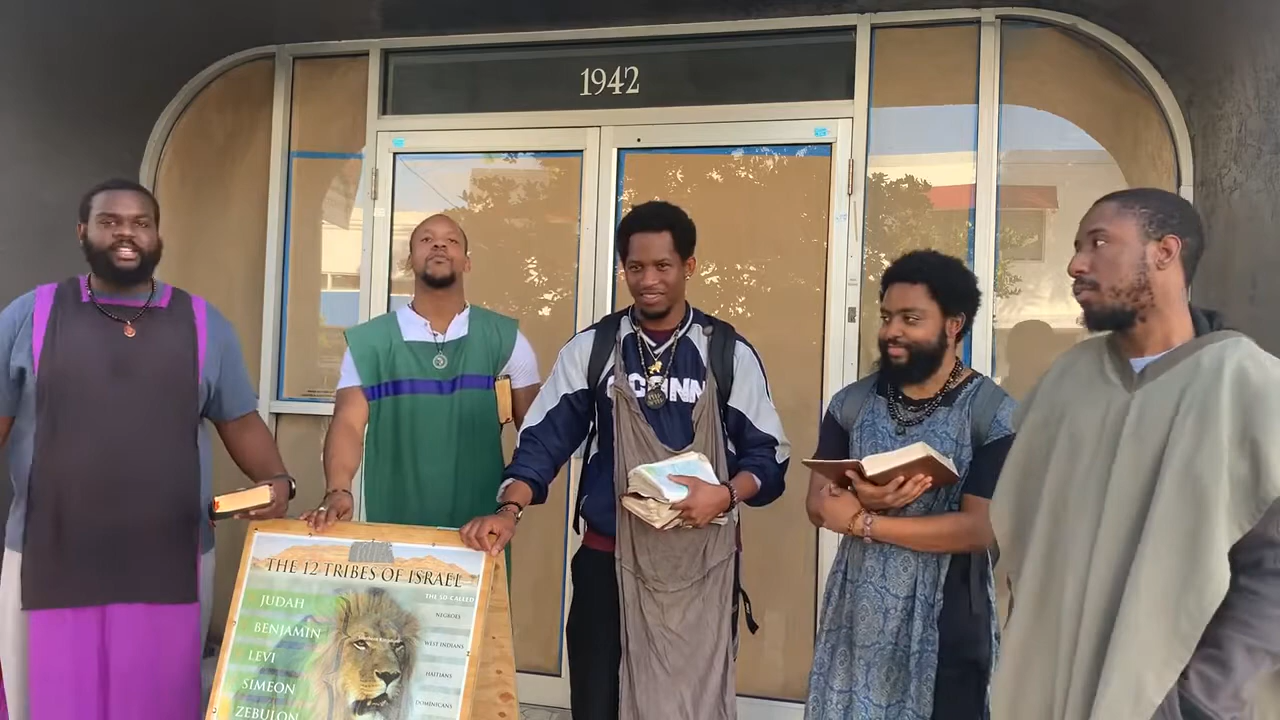 1942
UCONN
THE 12 TRIBES OF ISRAEL
THE SO-CALLED
JUDAH
NEGROES
BENJAMIN
WEST INDIANS
LEVI
HAITIANS
SIMEON
DOMINICANS
ZEBULON